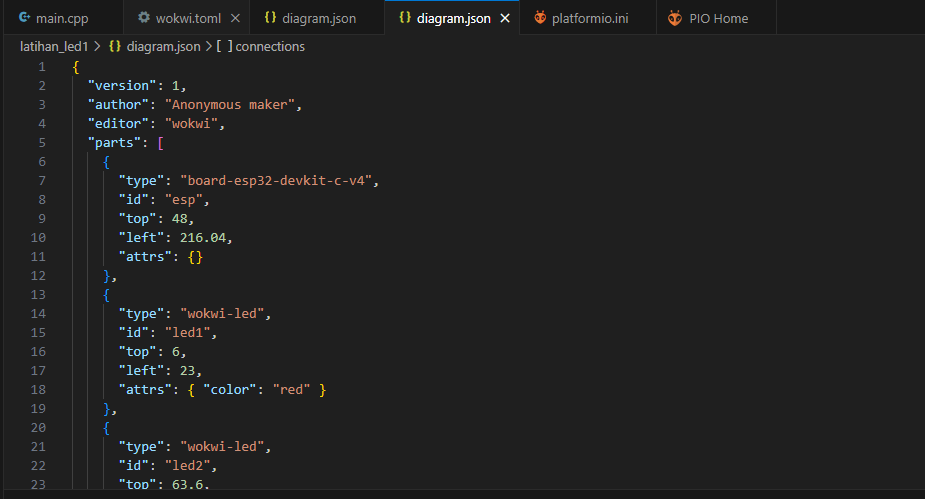 main.cpp wokwi.toml diagram.json diagram.json platformio.ini PIO Home
latihan_led1 > {} diagram.json > [ ] connections
1 {
2 "version": 1,
3 "author": "Anonymous maker",
4 "editor": "wokwi",
5 "parts": [
6 {
7 "type": "board-esp32-devkit-c-v4",
8 "id": "esp",
9 "top": 48,
10 "left": 216.04,
11 "attrs": {}
12 },
13 {
14 "type": "wokwi-led",
15 "id": "led1",
16 "top": 6,
17 "left": 23,
18 "attrs": { "color": "red" }
19 },
20 {
21 "type": "wokwi-led",
22 "id": "led2",
23 "top": 63.6,